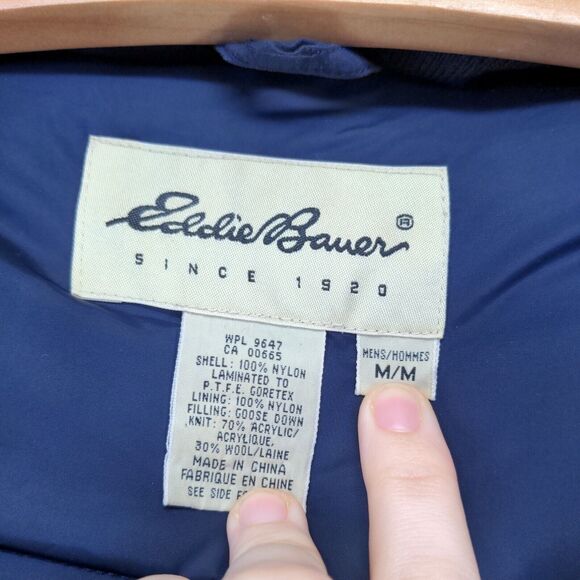 Eddie Bauer ®
SINCE 1920
WPL 9647
CA 00665
SHELL: 100% NYLON
LAMINATED TO
P.T.F.E. GORETEX
LINING: 100% NYLON
FILLING: GOOSE DOWN
KNIT: 70% ACRYLIC/
ACRYLIQUE,
30% WOOL/LAINE
MADE IN CHINA
FABRIQUE EN CHINE
SEE SIDE
MENS/HOMMES
M/M